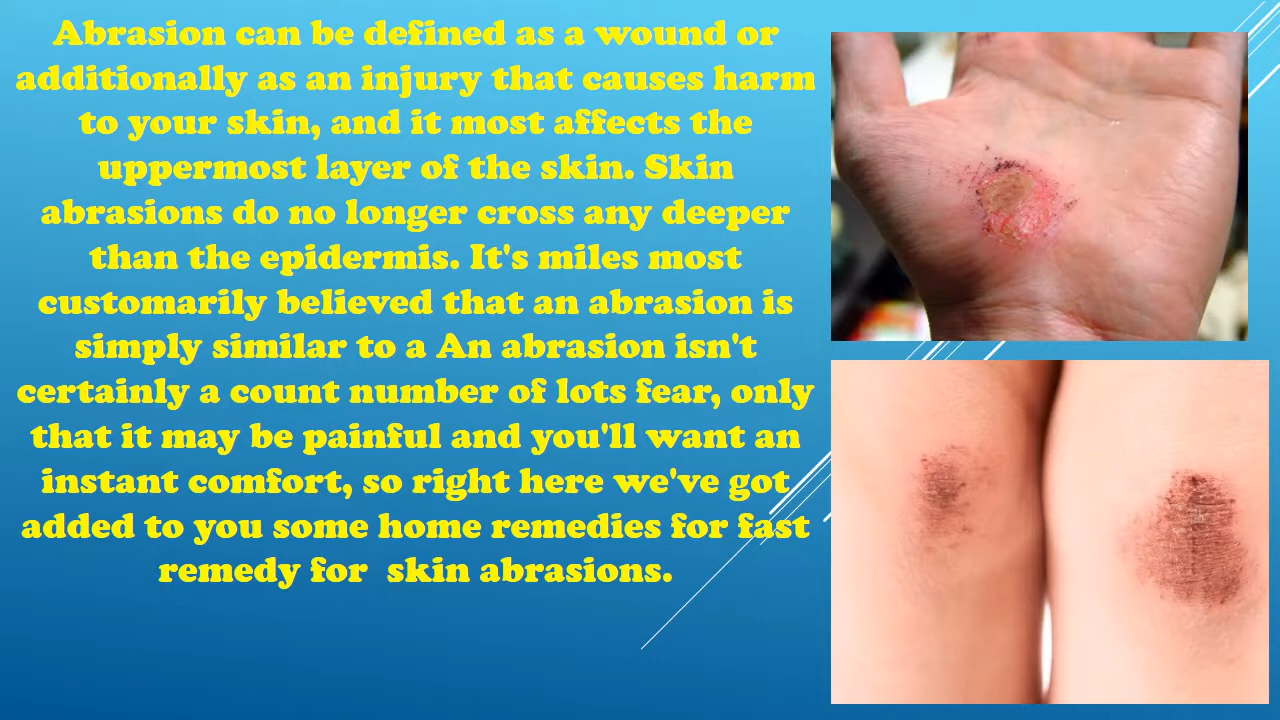 Abrasion can be defined as a wound or
additionally as an injury that causes harm
to your skin, and it most affects the
uppermost layer of the skin. Skin
abrasions do no longer cross any deeper
than the epidermis. It's miles most
customarily believed that an abrasion is
simply similar to a An abrasion isn't
certainly a count number of lots fear, only
that it may be painful and you'll want an
instant comfort, so right here we've got
added to you some home remedies for fast
remedy for  skin abrasions.